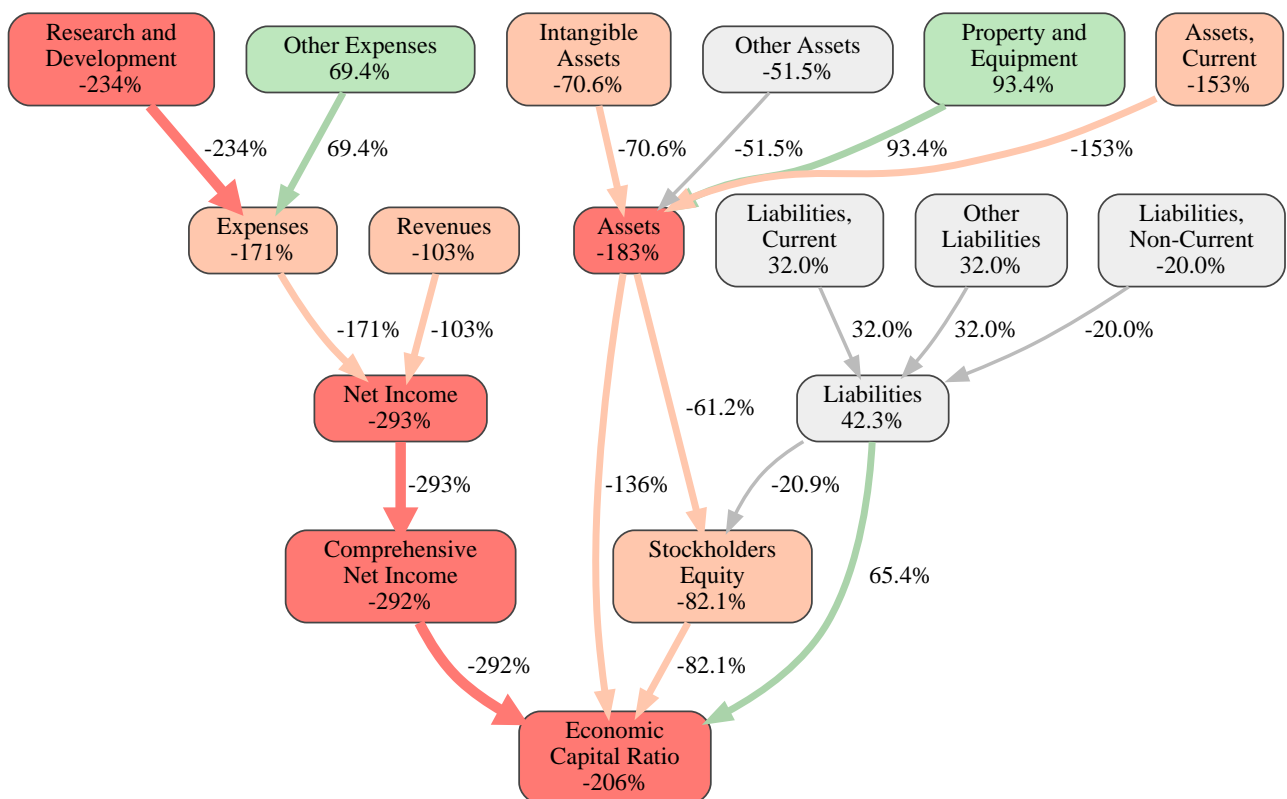 Research and
Development
-234%
Other Expenses
69.4%
Intangible
Assets
-70.6%
Other Assets
-51.5%
Property and
Equipment
93.4%
Assets,
Current
-153%
-234%
69.4%
-70.6%
-51.5%
93.4%
-153%
Expenses
-171%
Revenues
-103%
Assets
-183%
Liabilities,
Current
32.0%
Other
Liabilities
32.0%
Liabilities,
Non-Current
-20.0%
-171%
-103%
32.0%
32.0%
-20.0%
Net Income
-293%
-61.2%
Liabilities
42.3%
-293%
-136%
-20.9%
Comprehensive
Net Income
-292%
Stockholders
Equity
-82.1%
65.4%
-292%
-82.1%
Economic
Capital Ratio
-206%